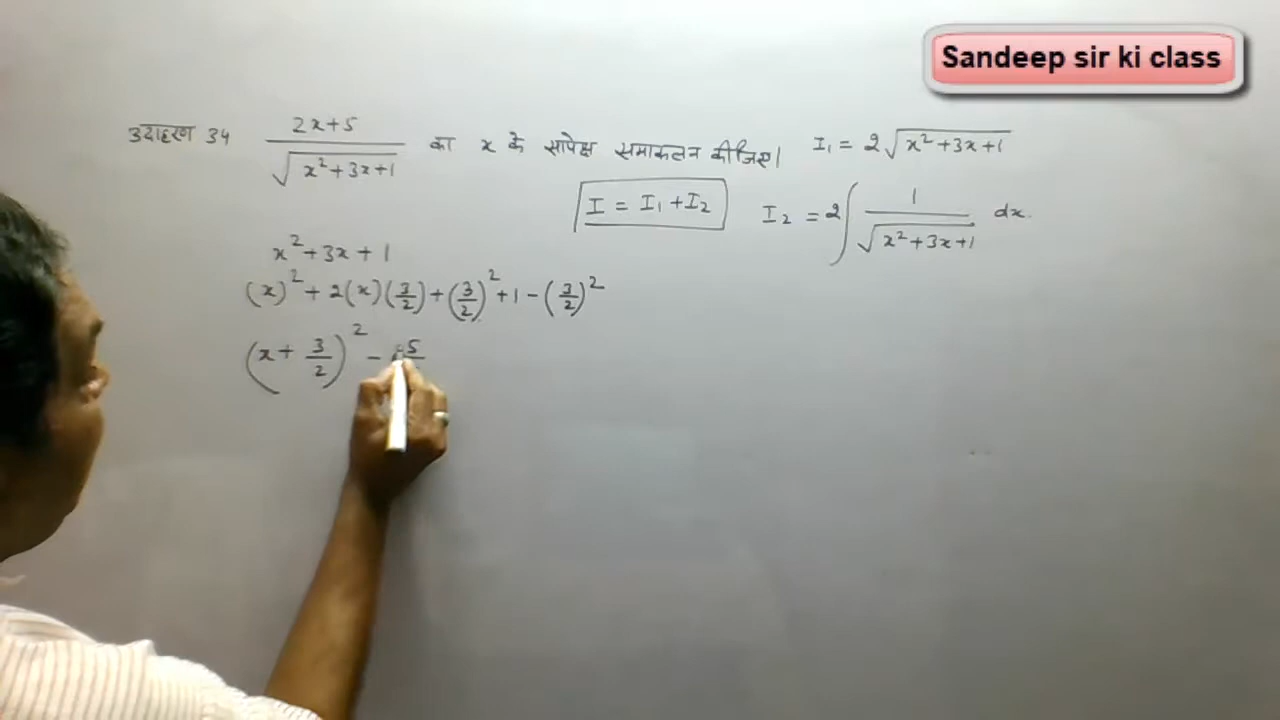 Sandeep sir ki class
उदाहरण 34 (2x+5)/√(x²+3x+1) का x के सापेक्ष समाकलन कीजिए। I₁ = 2√(x²+3x+1)
I = I₁ + I₂ I₂ = 2∫ 1/√(x²+3x+1) dx.
x²+3x+1
(x)² + 2(x)(3/2) + (3/2)² + 1 - (3/2)²
(x + 3/2)² - 5